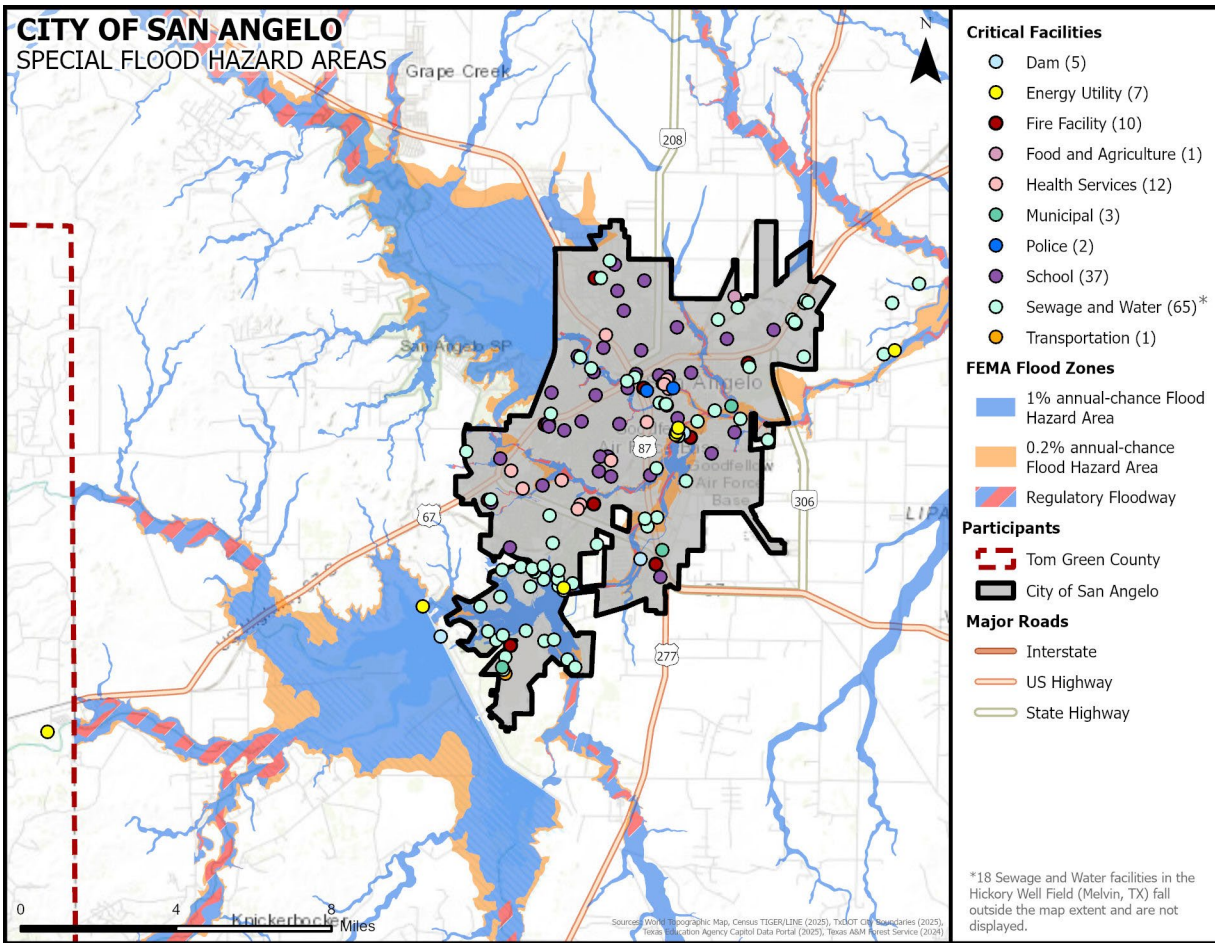 CITY OF SAN ANGELO
SPECIAL FLOOD HAZARD AREAS
Grape Creek
N
208
San Angelo SP
Angelo
Goodfellow
Air Force Base
87
Goodfellow
Air Force
Base
306
67
277
LIPA
Knickerbocker
0 4 8
Miles
Sources: World Topographic Map, Census TIGER/LINE (2025), TxDOT City Boundaries (2025),
Texas Education Agency Capitol Data Portal (2025), Texas A&M Forest Service (2024)
Critical Facilities
Dam (5)
Energy Utility (7)
Fire Facility (10)
Food and Agriculture (1)
Health Services (12)
Municipal (3)
Police (2)
School (37)
Sewage and Water (65)*
Transportation (1)
FEMA Flood Zones
1% annual-chance Flood
Hazard Area
0.2% annual-chance
Flood Hazard Area
Regulatory Floodway
Participants
Tom Green County
City of San Angelo
Major Roads
Interstate
US Highway
State Highway
*18 Sewage and Water facilities in the
Hickory Well Field (Melvin, TX) fall
outside the map extent and are not
displayed.